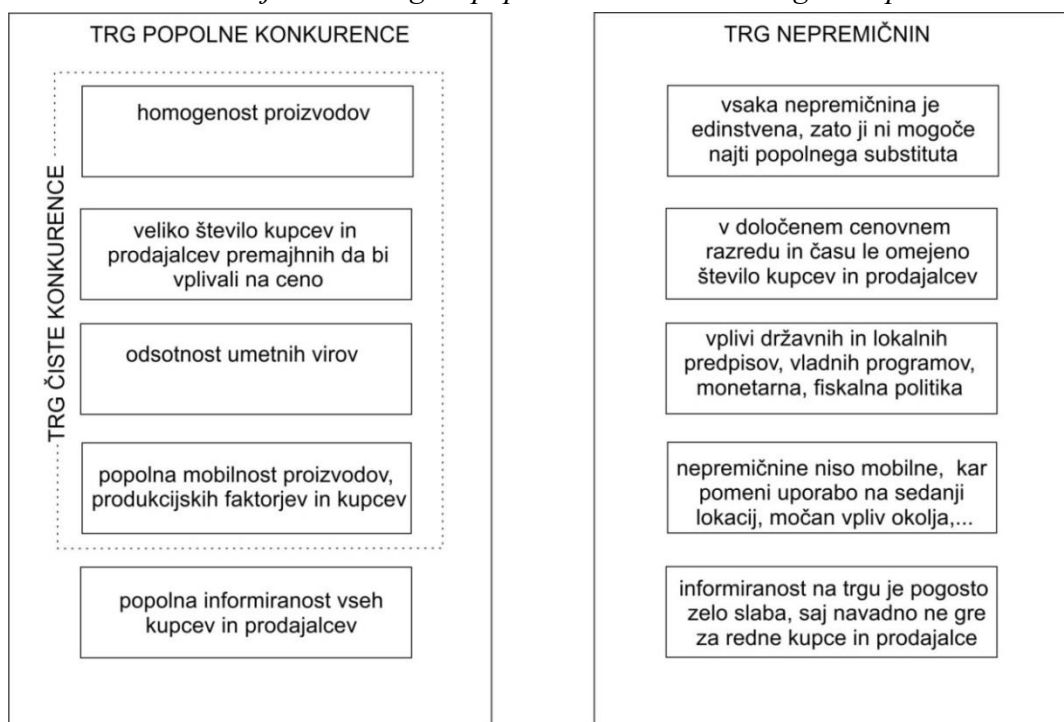 TRG POPOLNE KONKURENCE
TRG ČISTE KONKURENCE
homogenost proizvodov
veliko število kupcev in
prodajalcev premajhnih da bi
vplivali na ceno
odsotnost umetnih virov
popolna mobilnost proizvodov,
produkcijskih faktorjev in kupcev
popolna informiranost vseh
kupcev in prodajalcev
TRG NEPREMIČNIN
vsaka nepremičnina je
edinstvena, zato ji ni mogoče
najti popolnega substituta
v določenem cenovnem
razredu in času le omejeno
število kupcev in prodajalcev
vplivi državnih in lokalnih
predpisov, vladnih programov,
monetarna, fiskalna politika
nepremičnine niso mobilne, kar
pomeni uporabo na sedanji
lokacij, močan vpliv okolja,...
informiranost na trgu je pogosto
zelo slaba, saj navadno ne gre
za redne kupce in prodajalce